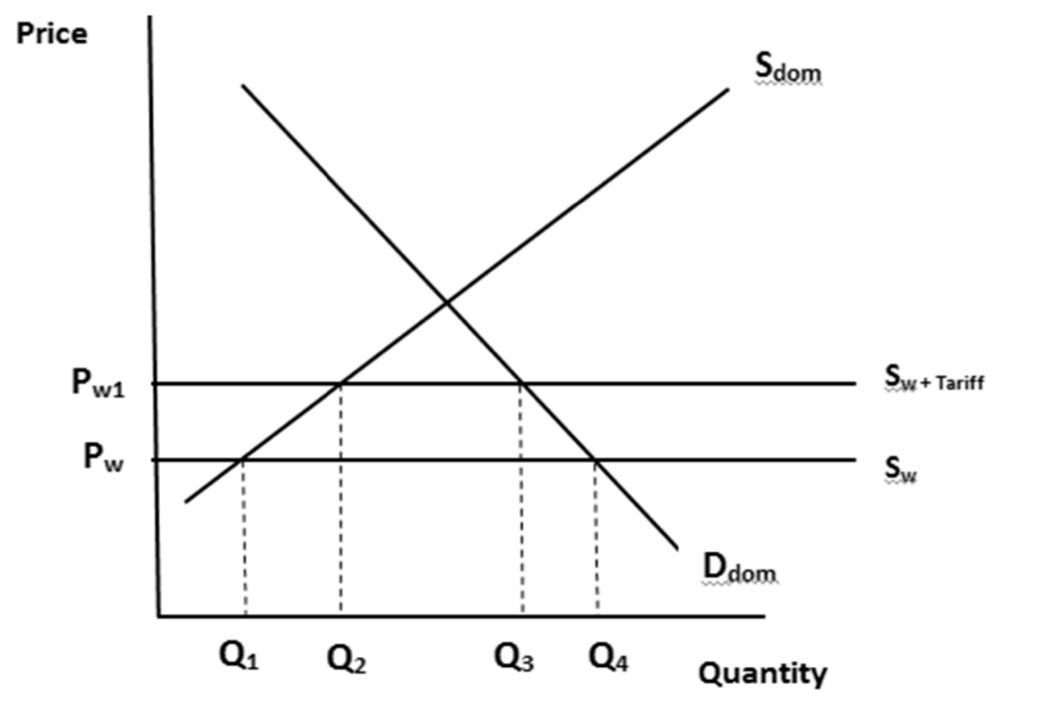 Price
Sdom
Pw1
Sw + Tariff
Pw
Sw
Ddom
Q1
Q2
Q3
Q4
Quantity